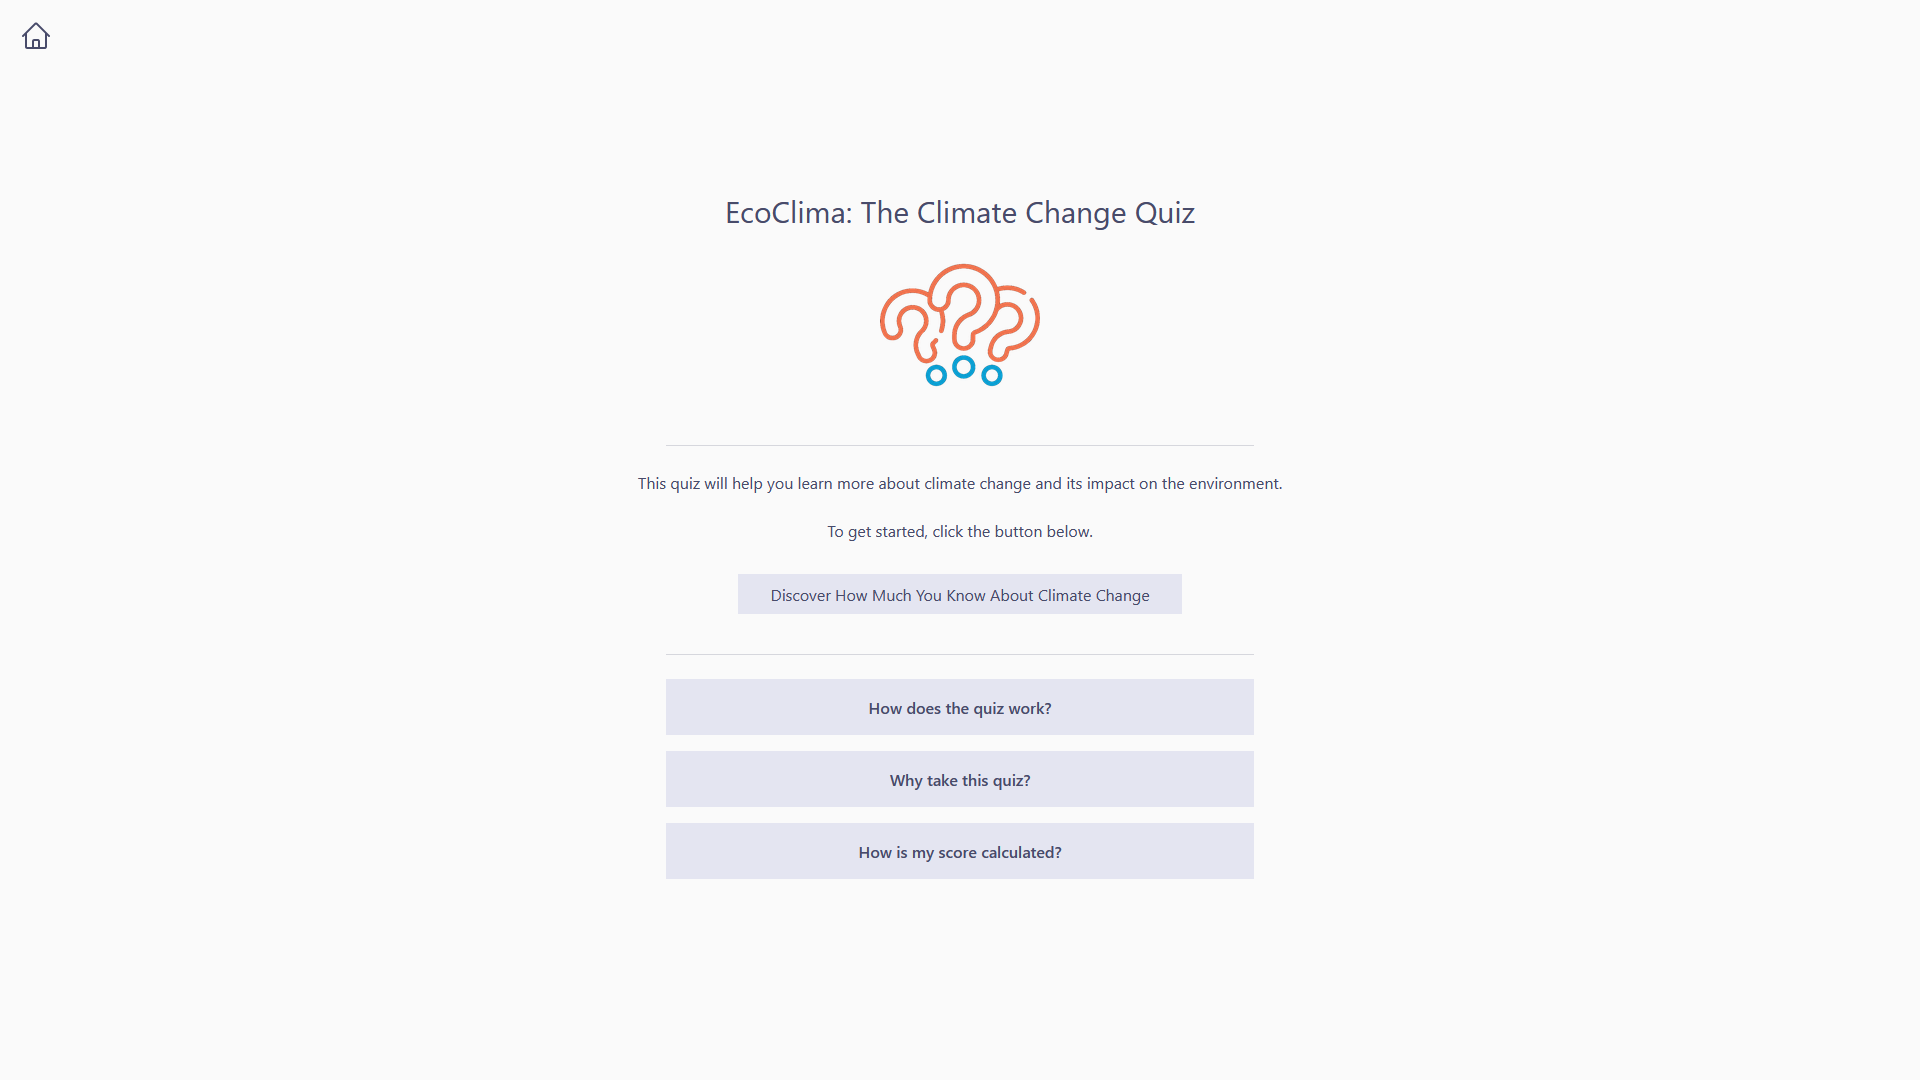 EcoClima: The Climate Change Quiz
This quiz will help you learn more about climate change and its impact on the environment.
To get started, click the button below.
Discover How Much You Know About Climate Change
How does the quiz work?
Why take this quiz?
How is my score calculated?